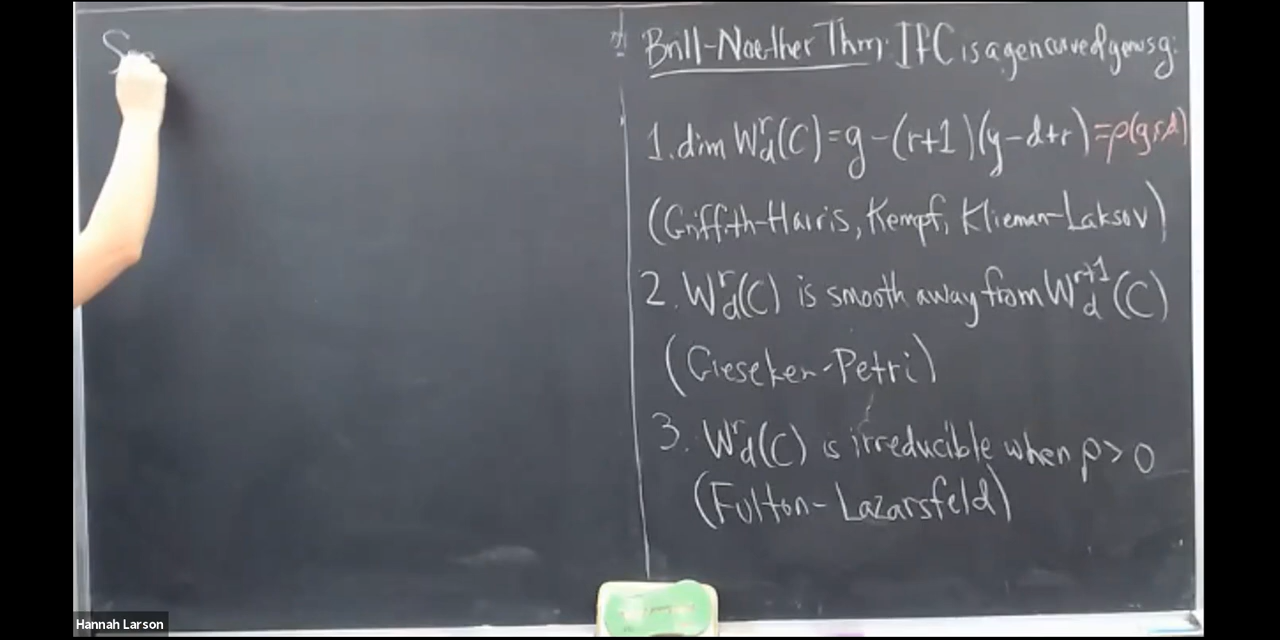 Brill-Noether Thm: If C is a gen curve of genus g:
1. dim W^r_d(C) = g - (r+1)(g-d+r) = ρ(g,r,d)
(Griffith-Harris, Kempf, Klieman-Laksov)
2. W^r_d(C) is smooth away from W^{r+1}_d(C)
(Gieseker-Petri)
3. W^r_d(C) is irreducible when ρ > 0
(Fulton-Lazarsfeld)
Hannah Larson